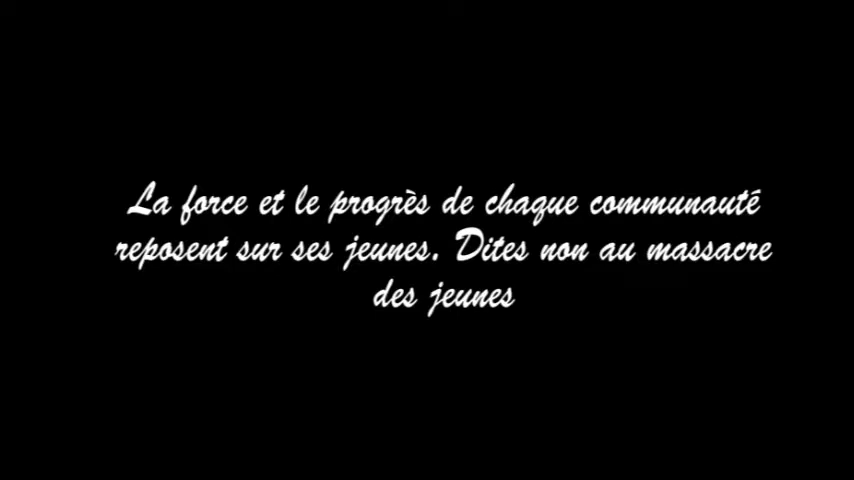 La force et le progrès de chaque communauté
reposent sur ses jeunes. Dites non au massacre
des jeunes